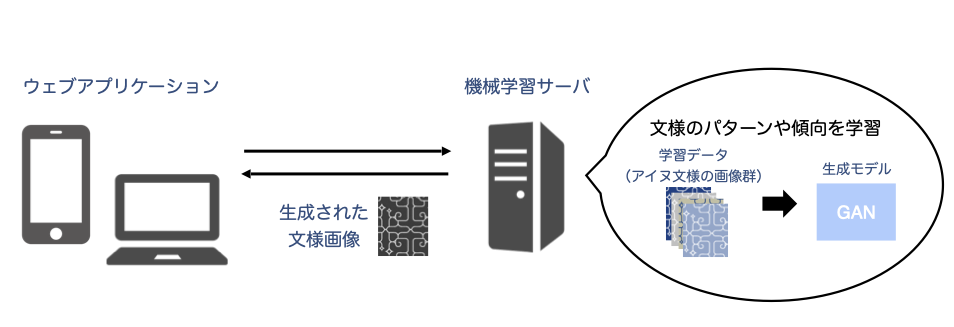 ウェブアプリケーション
機械学習サーバ
生成された
文様画像
文様のパターンや傾向を学習
学習データ
（アイヌ文様の画像群）
生成モデル
GAN